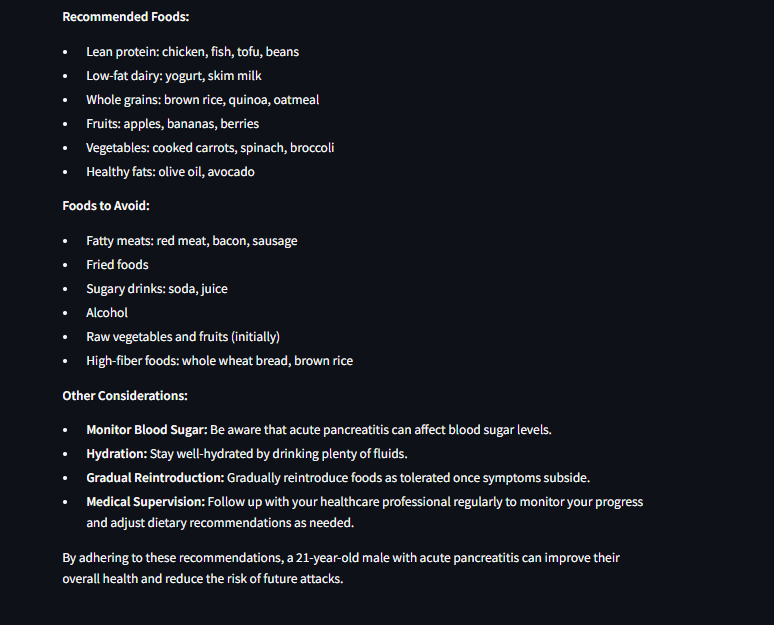 Recommended Foods:
• Lean protein: chicken, fish, tofu, beans
• Low-fat dairy: yogurt, skim milk
• Whole grains: brown rice, quinoa, oatmeal
• Fruits: apples, bananas, berries
• Vegetables: cooked carrots, spinach, broccoli
• Healthy fats: olive oil, avocado
Foods to Avoid:
• Fatty meats: red meat, bacon, sausage
• Fried foods
• Sugary drinks: soda, juice
• Alcohol
• Raw vegetables and fruits (initially)
• High-fiber foods: whole wheat bread, brown rice
Other Considerations:
• Monitor Blood Sugar: Be aware that acute pancreatitis can affect blood sugar levels.
• Hydration: Stay well-hydrated by drinking plenty of fluids.
• Gradual Reintroduction: Gradually reintroduce foods as tolerated once symptoms subside.
• Medical Supervision: Follow up with your healthcare professional regularly to monitor your progress
and adjust dietary recommendations as needed.
By adhering to these recommendations, a 21-year-old male with acute pancreatitis can improve their
overall health and reduce the risk of future attacks.